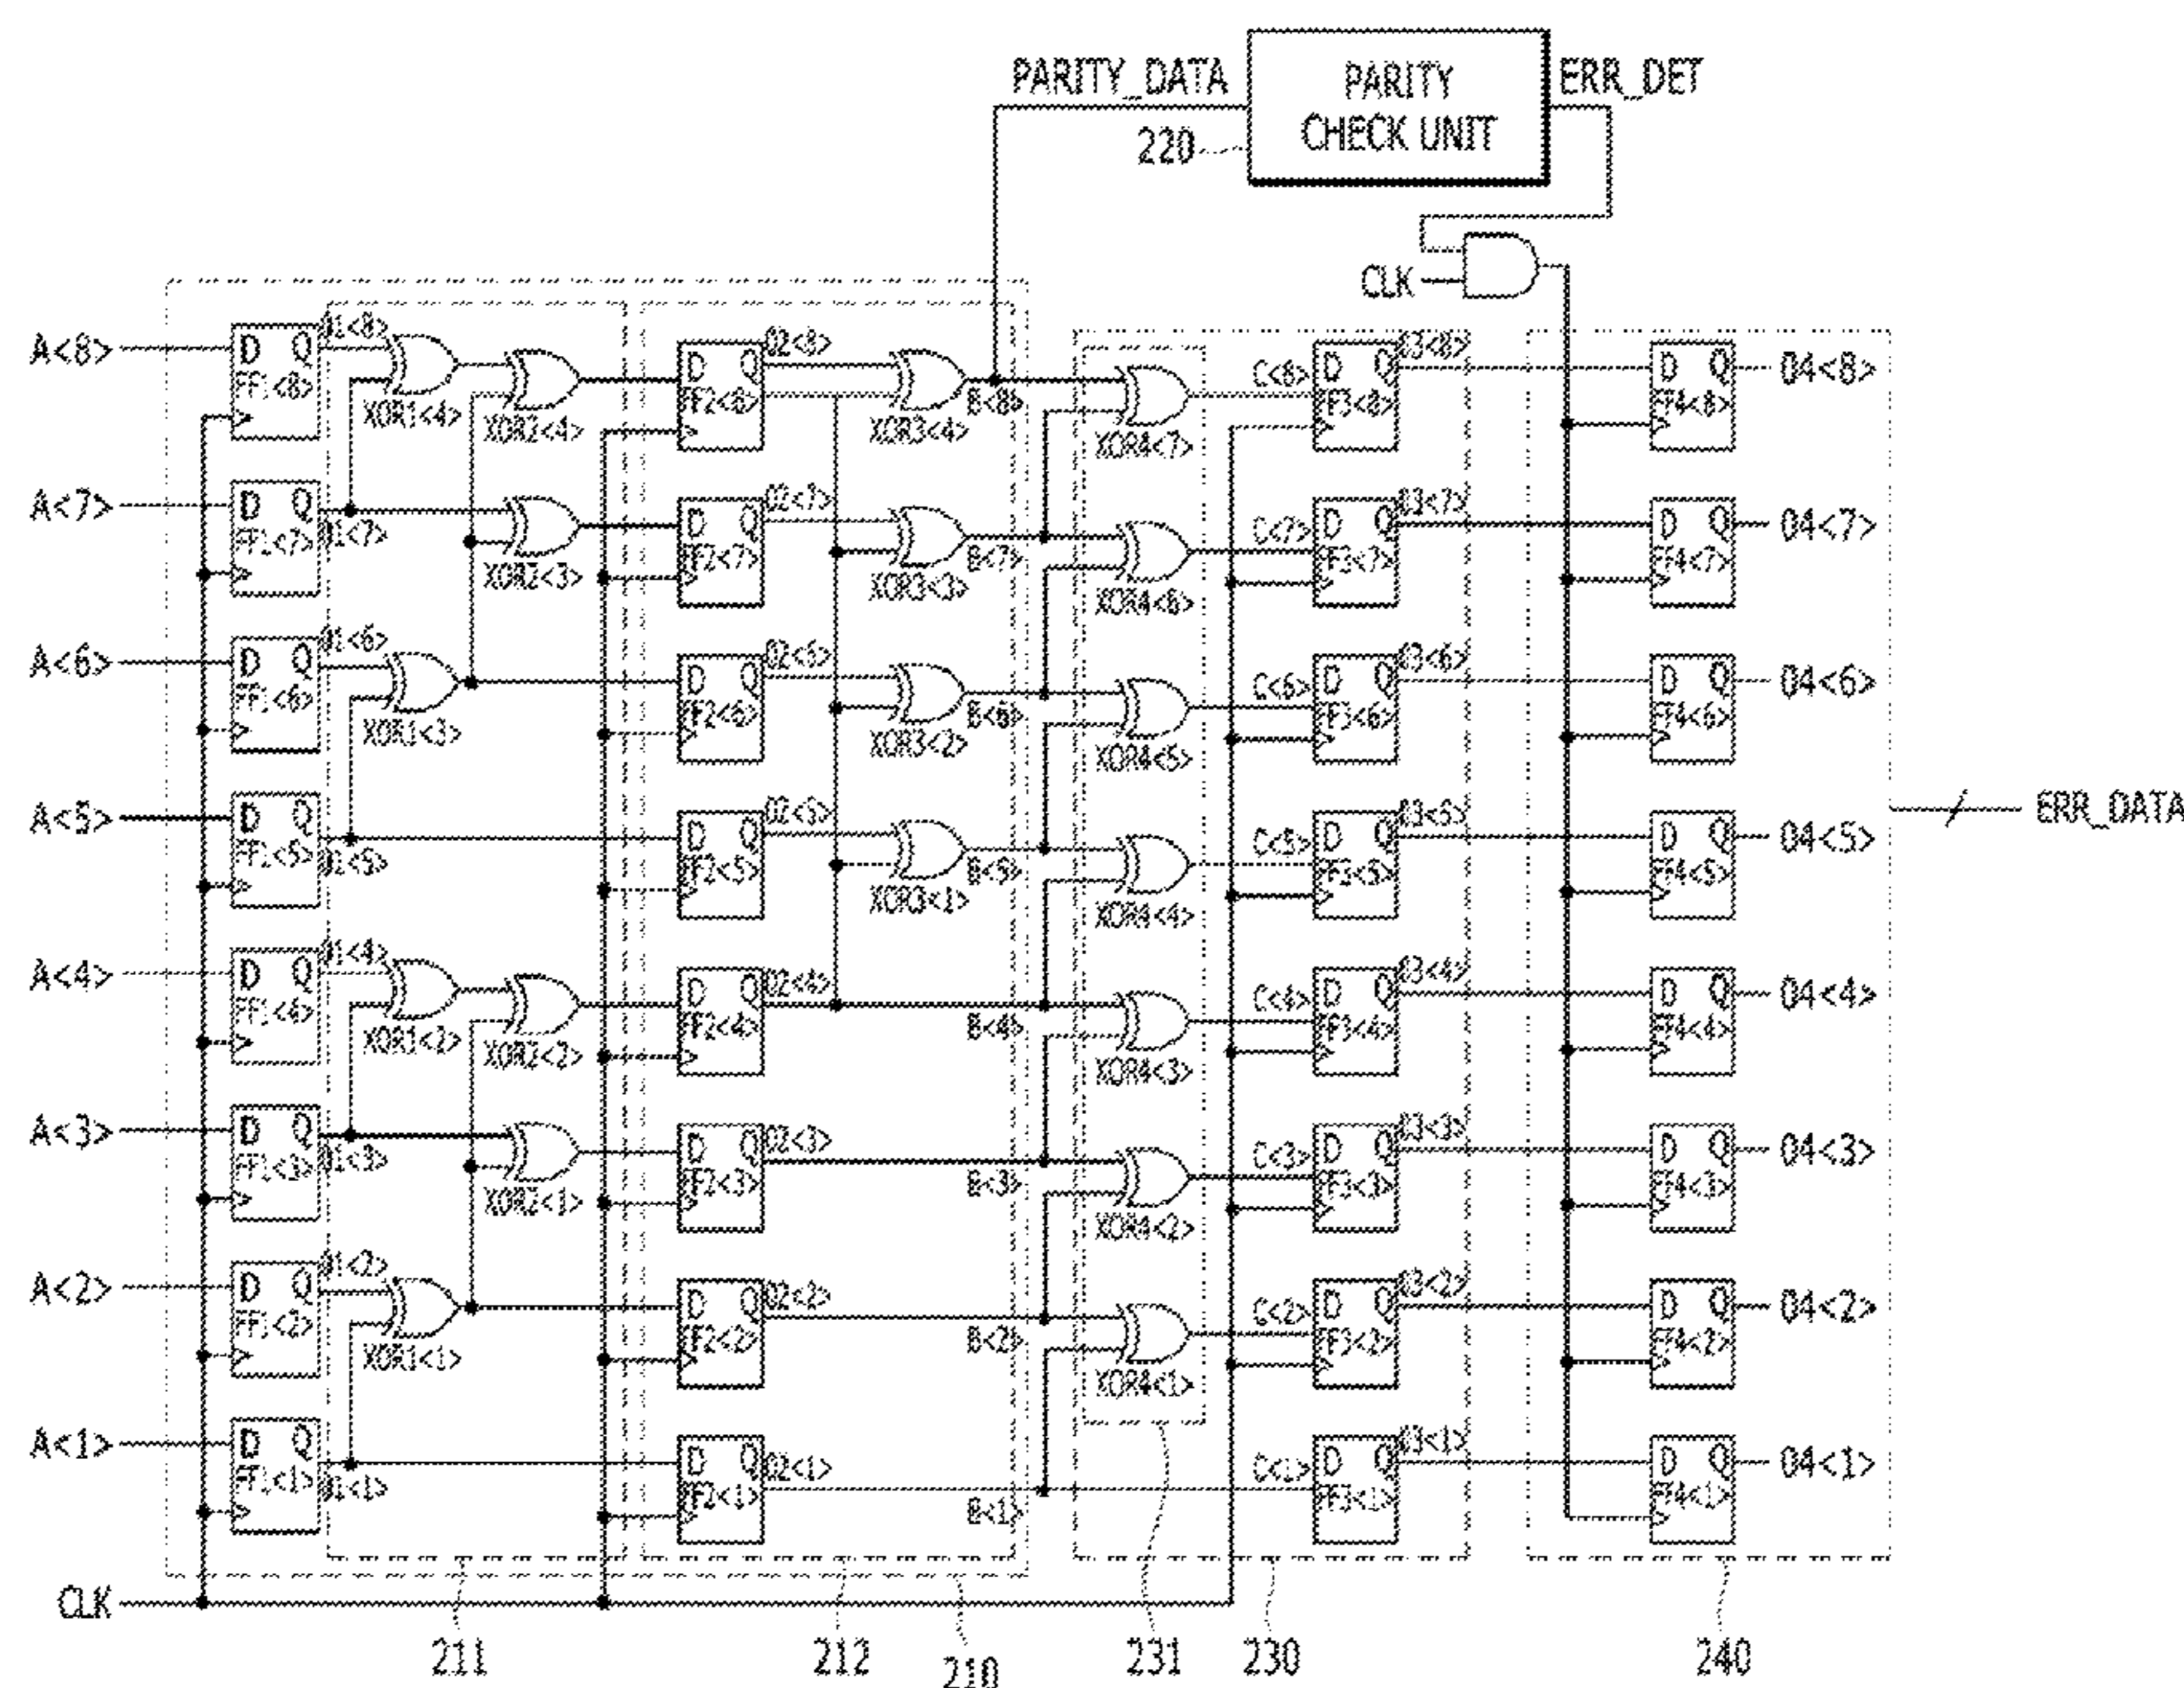 PARITY_DATA
PARITY
CHECK UNIT
ERR_DET
220
CLK
A<8>
D Q
FF1<8>
Q1<8>
XOR1<4>
XOR2<4>
D Q
Q2<8>
XOR3<4>
B<8>
XOR4<7>
D Q
FF3<8>
Q3<8>
D Q
FF4<8>
Q4<8>
A<7>
D Q
FF1<7>
Q1<7>
XOR2<3>
D Q
FF2<7>
Q2<7>
XOR3<3>
B<7>
XOR4<6>
C<7>
D Q
FF3<7>
Q3<7>
D Q
FF4<7>
Q4<7>
A<6>
D Q
FF1<6>
Q1<6>
XOR1<3>
D Q
FF2<6>
Q2<6>
XOR3<2>
B<6>
XOR4<5>
C<6>
D Q
FF3<6>
Q3<6>
D Q
FF4<6>
Q4<6>
A<5>
D Q
FF1<5>
Q1<5>
D Q
FF2<5>
Q2<5>
XOR3<1>
B<5>
XOR4<4>
C<5>
D Q
FF3<5>
Q3<5>
D Q
FF4<5>
Q4<5>
ERR_DATA
A<4>
D Q
FF1<4>
Q1<4>
XOR1<2>
XOR2<2>
D Q
FF2<4>
Q2<4>
B<4>
XOR4<3>
C<4>
D Q
FF3<4>
Q3<4>
D Q
FF4<4>
Q4<4>
A<3>
D Q
FF1<3>
Q1<3>
XOR2<1>
D Q
FF2<3>
Q2<3>
B<3>
XOR4<2>
C<3>
D Q
FF3<3>
Q3<3>
D Q
FF4<3>
Q4<3>
A<2>
D Q
FF1<2>
Q1<2>
XOR1<1>
D Q
FF2<2>
Q2<2>
B<2>
XOR4<1>
C<2>
D Q
FF3<2>
Q3<2>
D Q
FF4<2>
Q4<2>
A<1>
D Q
FF1<1>
Q1<1>
D Q
FF2<1>
Q2<1>
B<1>
C<1>
D Q
FF3<1>
Q3<1>
D Q
FF4<1>
Q4<1>
CLK
211
212
210
231
230
240